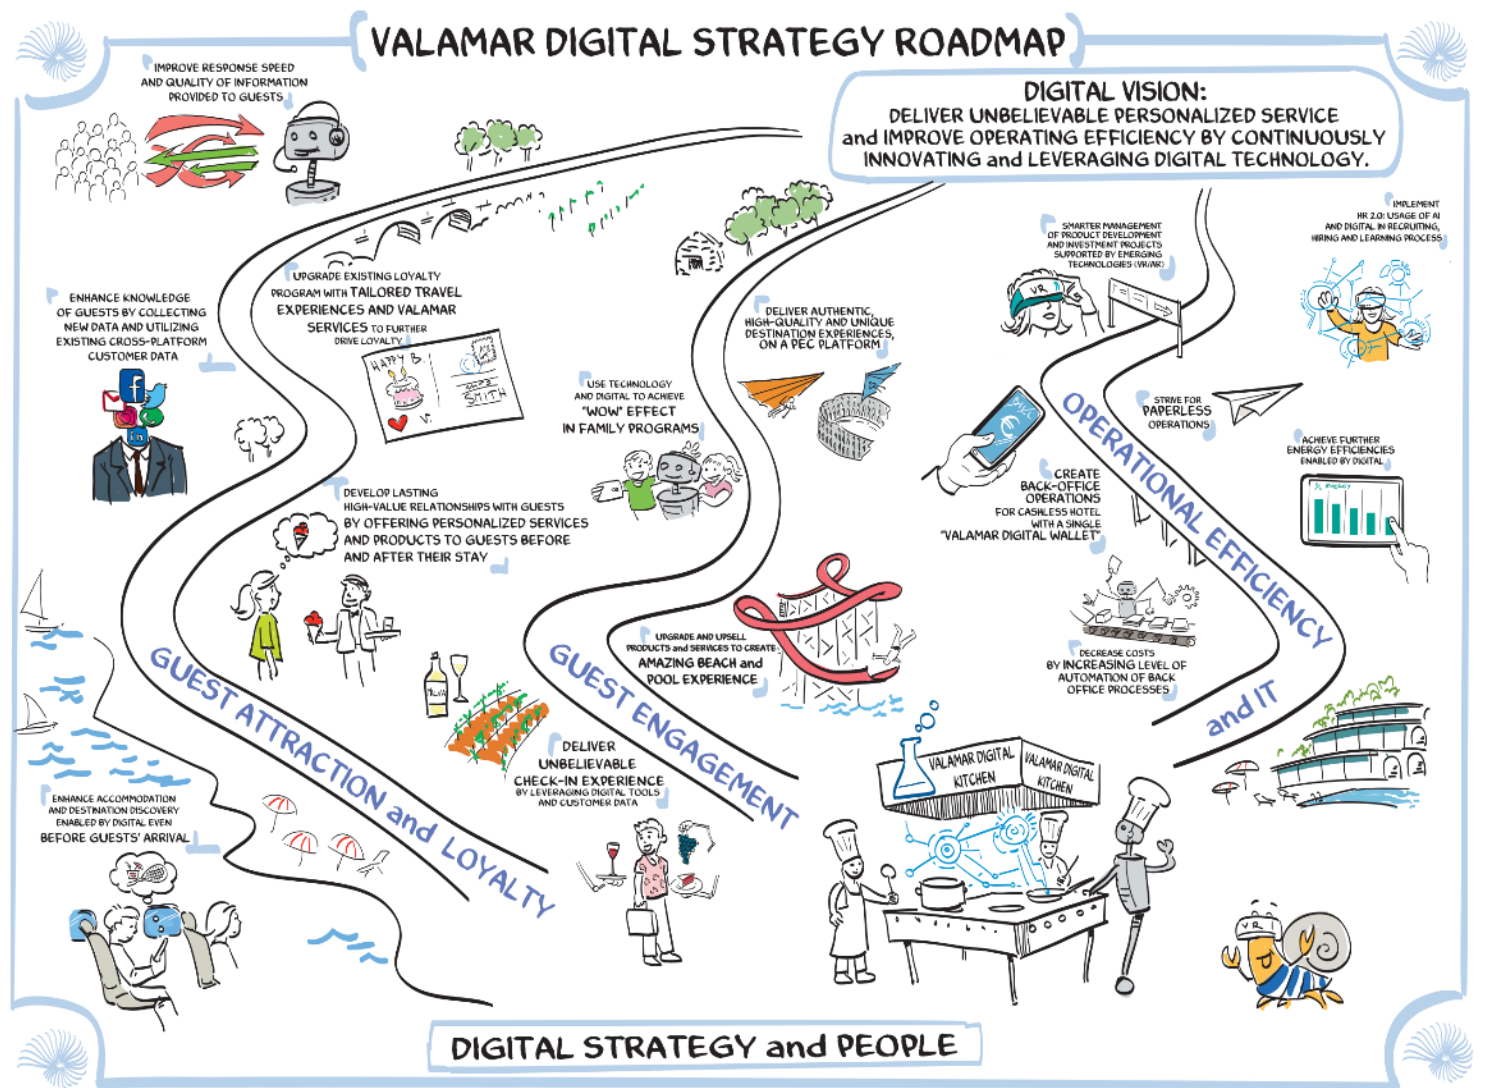 VALAMAR DIGITAL STRATEGY ROADMAP
DIGITAL VISION:
DELIVER UNBELIEVABLE PERSONALIZED SERVICE
and IMPROVE OPERATING EFFICIENCY BY CONTINUOUSLY
INNOVATING and LEVERAGING DIGITAL TECHNOLOGY.
IMPROVE RESPONSE SPEED
AND QUALITY OF INFORMATION
PROVIDED TO GUESTS
UPGRADE EXISTING LOYALTY
PROGRAM WITH TAILORED TRAVEL
EXPERIENCES AND VALAMAR
SERVICES TO FURTHER
DRIVE LOYALTY
HAPPY B.
SMITH
V.
ENHANCE KNOWLEDGE
OF GUESTS BY COLLECTING
NEW DATA AND UTILIZING
EXISTING CROSS-PLATFORM
CUSTOMER DATA
f
in
DEVELOP LASTING
HIGH-VALUE RELATIONSHIPS WITH GUESTS
BY OFFERING PERSONALIZED SERVICES
AND PRODUCTS TO GUESTS BEFORE
AND AFTER THEIR STAY
ENHANCE ACCOMMODATION
AND DESTINATION DISCOVERY
ENABLED BY DIGITAL EVEN
BEFORE GUESTS' ARRIVAL
GUEST ATTRACTION and LOYALTY
USE TECHNOLOGY
AND DIGITAL TO ACHIEVE
"WOW" EFFECT
IN FAMILY PROGRAMS
DELIVER AUTHENTIC,
HIGH-QUALITY AND UNIQUE
DESTINATION EXPERIENCES,
ON A PEC PLATFORM
UPGRADE AND UPSELL
PRODUCTS and SERVICES TO CREATE
AMAZING BEACH and
POOL EXPERIENCE
DELIVER
UNBELIEVABLE
CHECK-IN EXPERIENCE
BY LEVERAGING DIGITAL TOOLS
AND CUSTOMER DATA
GUEST ENGAGEMENT
SMARTER MANAGEMENT
OF PRODUCT DEVELOPMENT
AND INVESTMENT PROJECTS
SUPPORTED BY EMERGING
TECHNOLOGIES (VR/AR)
VR
IMPLEMENT
HR 2.0: USAGE OF AI
AND DIGITAL IN RECRUITING,
HIRING AND LEARNING PROCESS
STRIVE FOR
PAPERLESS
OPERATIONS
ACHIEVE FURTHER
ENERGY EFFICIENCIES
ENABLED BY DIGITAL
ENERGY
€
CREATE
BACK-OFFICE
OPERATIONS
FOR CASHLESS HOTEL
WITH A SINGLE
"VALAMAR DIGITAL WALLET"
DECREASE COSTS
BY INCREASING LEVEL OF
AUTOMATION OF BACK
OFFICE PROCESSES
OPERATIONAL EFFICIENCY
and IT
VALAMAR DIGITAL
KITCHEN
VALAMAR DIGITAL
KITCHEN
VR
DIGITAL STRATEGY and PEOPLE